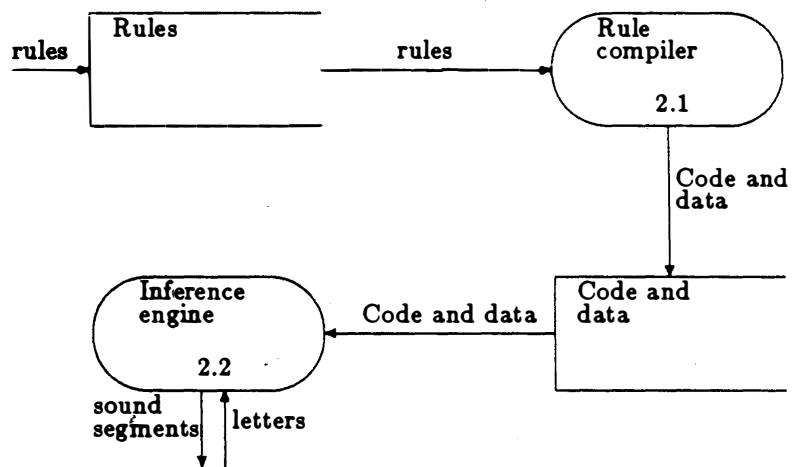 Rules
rules
rules
Rule
compiler
2.1
Code and
data
Code and
data
Code and data
Inference
engine
2.2
sound
segments
letters